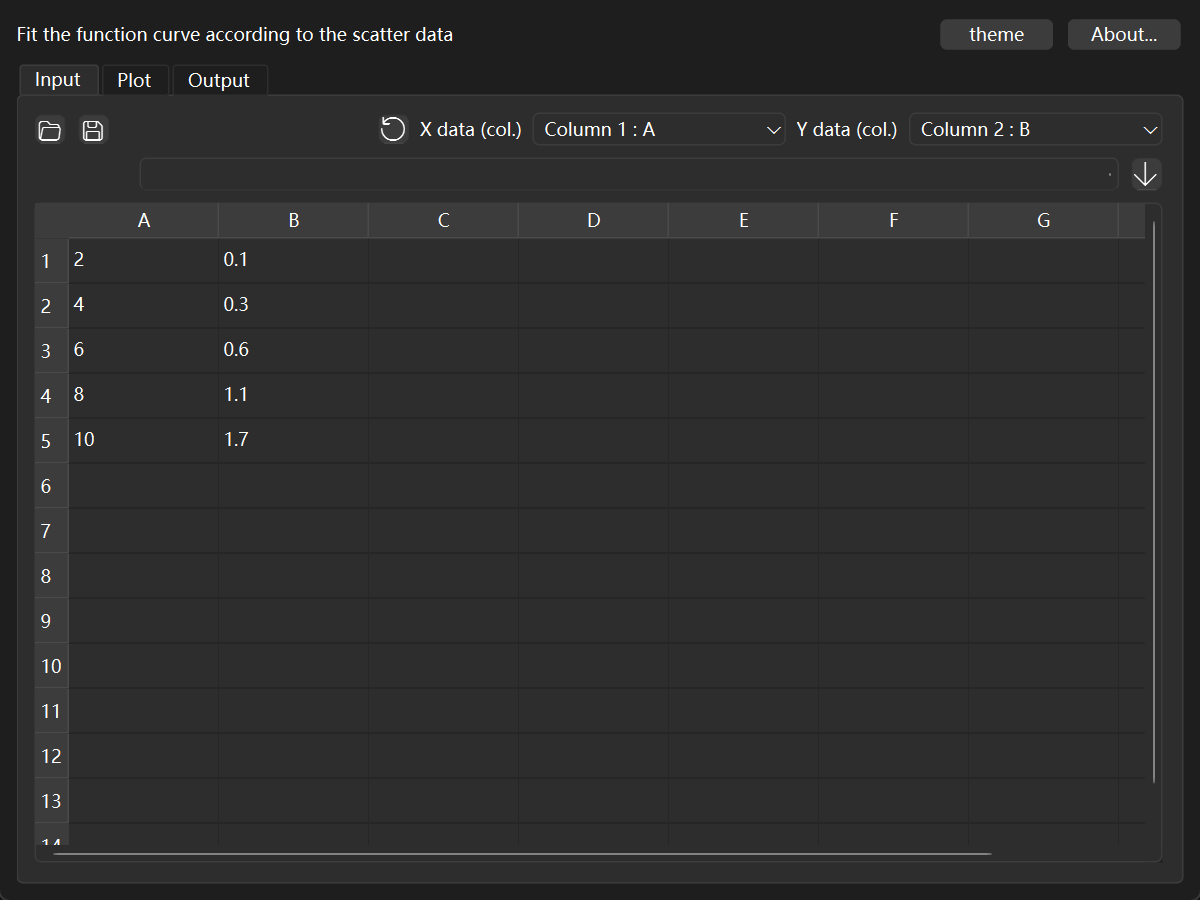 Fit the function curve according to the scatter data theme About...
Input Plot Output
X data (col.) Column 1 : A Y data (col.) Column 2 : B
A B C D E F G
1 2 0.1
2 4 0.3
3 6 0.6
4 8 1.1
5 10 1.7
6
7
8
9
10
11
12
13
14